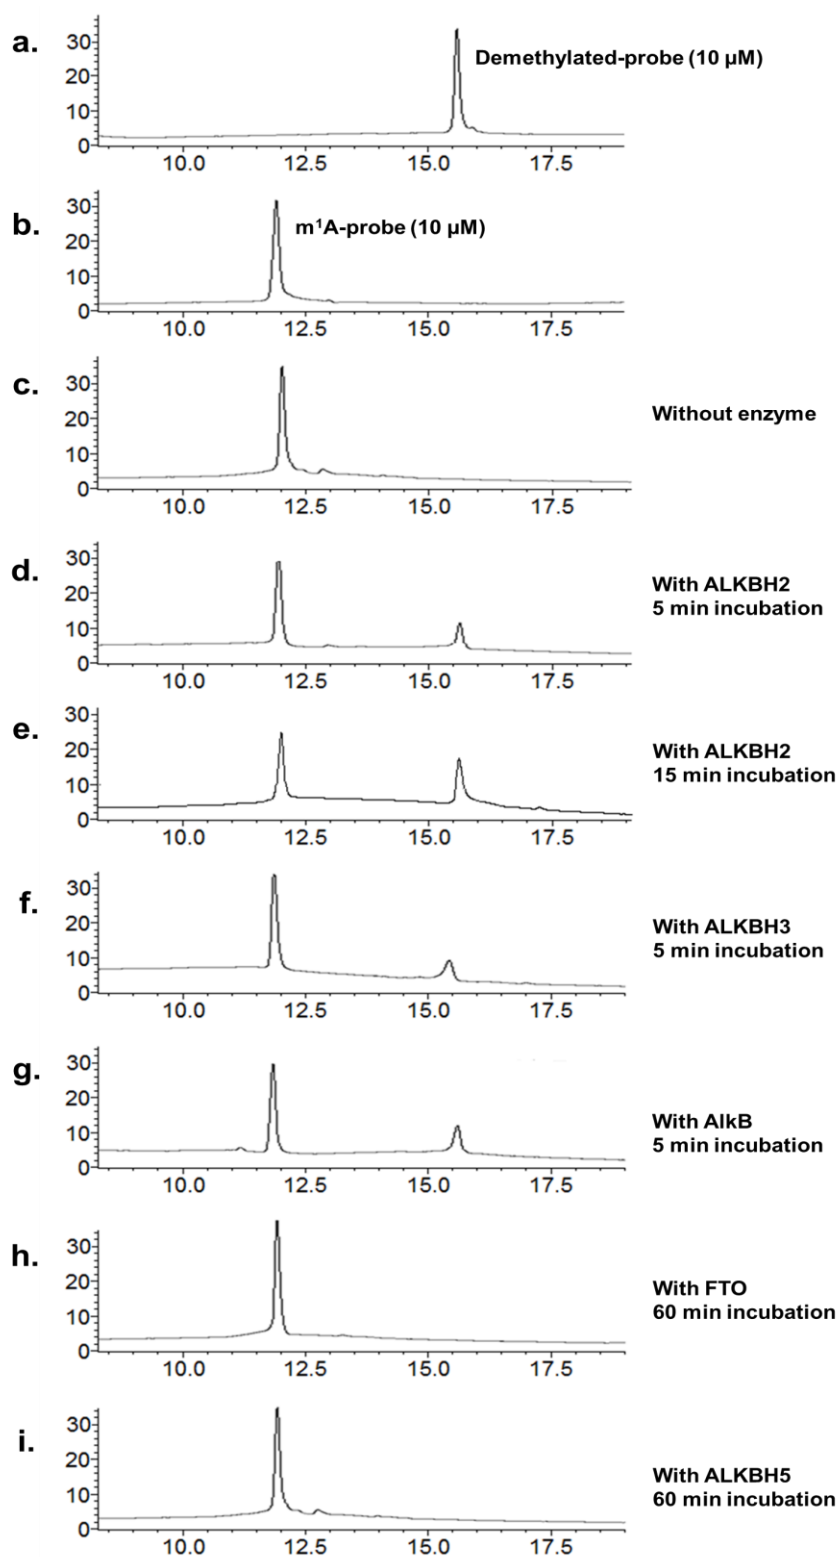 a.
30
20
10
0
Demethylated-probe (10 µM)
10.0 12.5 15.0 17.5
b.
30
20
10
0
m¹A-probe (10 µM)
10.0 12.5 15.0 17.5
c.
30
20
10
0
Without enzyme
10.0 12.5 15.0 17.5
d.
30
20
10
0
With ALKBH2
5 min incubation
10.0 12.5 15.0 17.5
e.
30
20
10
0
With ALKBH2
15 min incubation
10.0 12.5 15.0 17.5
f.
30
20
10
0
With ALKBH3
5 min incubation
10.0 12.5 15.0 17.5
g.
30
20
10
0
With AlkB
5 min incubation
10.0 12.5 15.0 17.5
h.
30
20
10
0
With FTO
60 min incubation
10.0 12.5 15.0 17.5
i.
30
20
10
0
With ALKBH5
60 min incubation
10.0 12.5 15.0 17.5